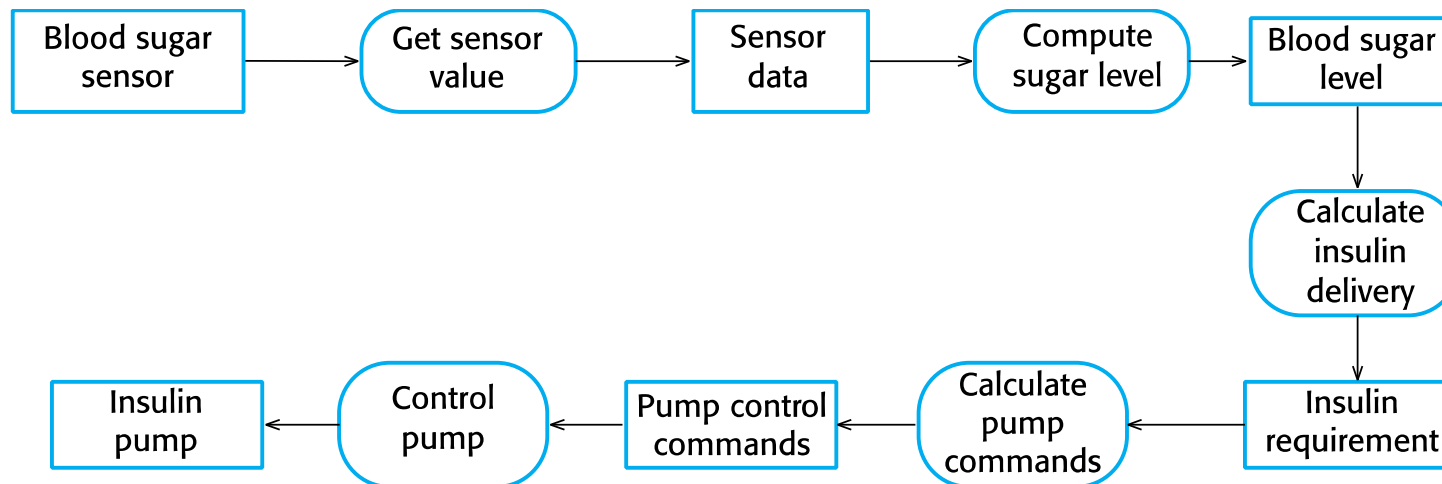 Blood sugar
sensor
Get sensor
value
Sensor
data
Compute
sugar level
Blood sugar
level
Calculate
insulin
delivery
Insulin
requirement
Calculate
pump
commands
Pump control
commands
Control
pump
Insulin
pump